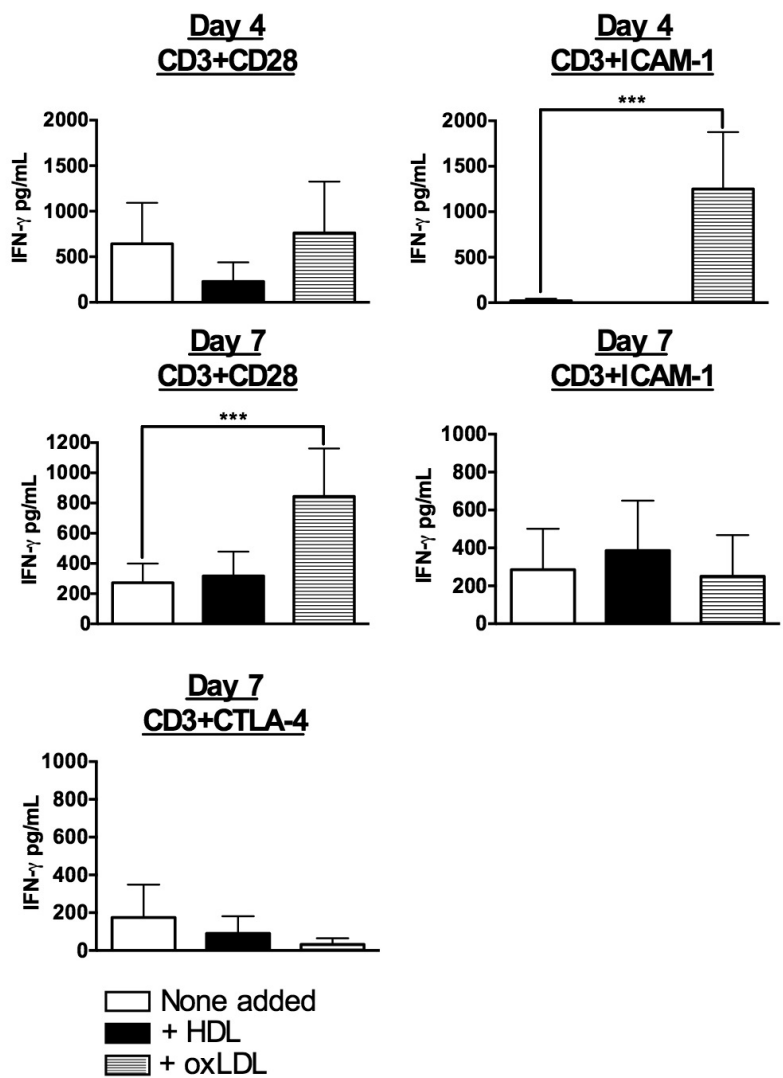 Day 4
CD3+CD28
IFN-γ pg/mL
2000
1500
1000
500
0
Day 4
CD3+ICAM-1
***
IFN-γ pg/mL
2000
1500
1000
500
0
Day 7
CD3+CD28
***
IFN-γ pg/mL
1200
1000
800
600
400
200
0
Day 7
CD3+ICAM-1
IFN-γ pg/mL
1000
800
600
400
200
0
Day 7
CD3+CTLA-4
IFN-γ pg/mL
1000
800
600
400
200
0
None added
+ HDL
+ oxLDL